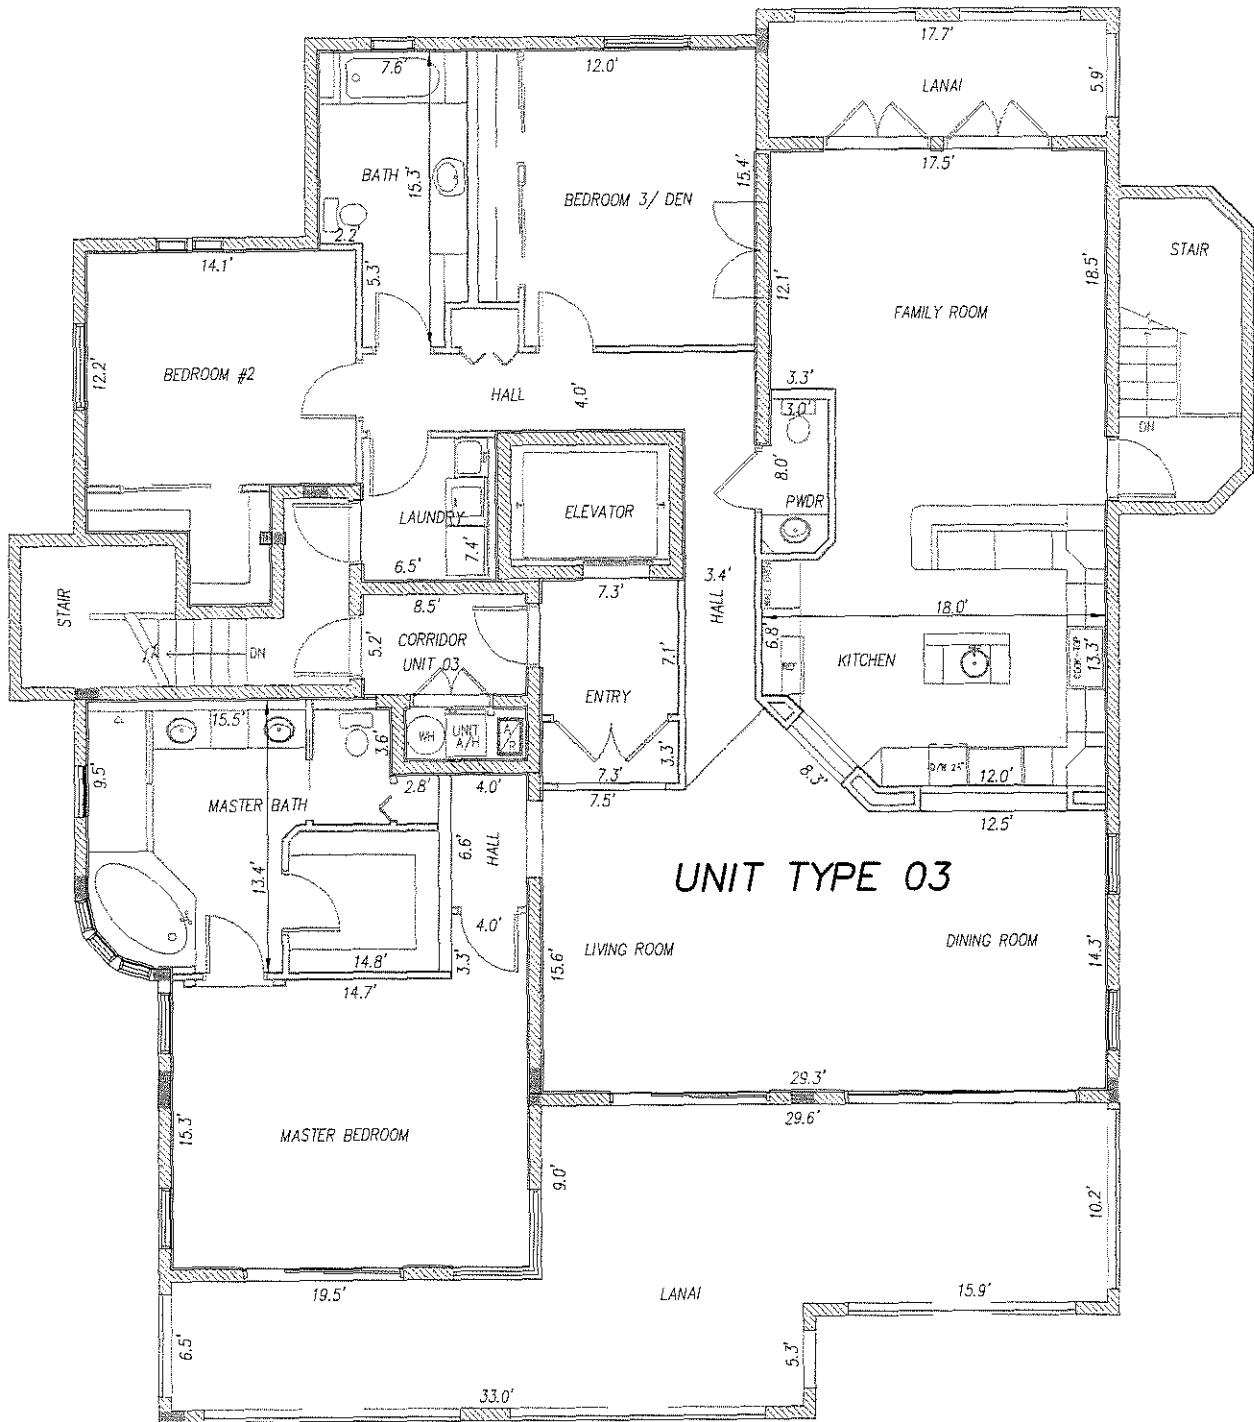 17.7'
7.6'
12.0'
LANAI
5.9'
17.5'
BATH
15.3'
15.4'
BEDROOM 3/ DEN
2.2'
STAIR
14.1'
5.3'
12.1'
18.5'
FAMILY ROOM
12.2'
BEDROOM #2
HALL
4.0'
3.3'
3.0'
DN
8.0'
PWDR
LAUNDRY
ELEVATOR
7.4'
6.5'
3.4'
8.5'
7.3'
HALL
18.0'
STAIR
DN
5.2'
CORRIDOR
UNIT 03
7.1'
6.8'
KITCHEN
COOK-TOP
13.3'
ENTRY
15.5'
3.6'
WH
UNIT
A/H
A/R
3.3'
9.5'
2.8'
4.0'
7.3'
7.5'
8.3'
12.0'
MASTER BATH
12.5'
6.6'
HALL
13.4'
UNIT TYPE 03
4.0'
LIVING ROOM
DINING ROOM
14.8'
3.3'
15.6'
14.3'
14.7'
29.3'
29.6'
15.3'
MASTER BEDROOM
9.0'
10.2'
19.5'
LANAI
15.9'
6.5'
5.3'
33.0'